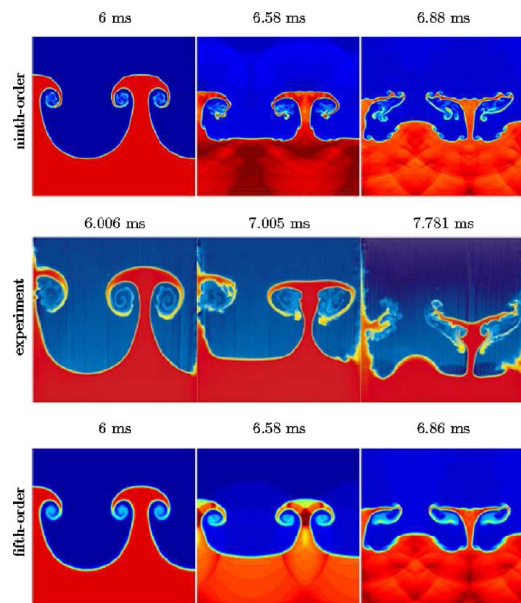 6 ms 6.58 ms 6.88 ms
ninth-order
6.006 ms 7.005 ms 7.781 ms
experiment
6 ms 6.58 ms 6.86 ms
fifth-order